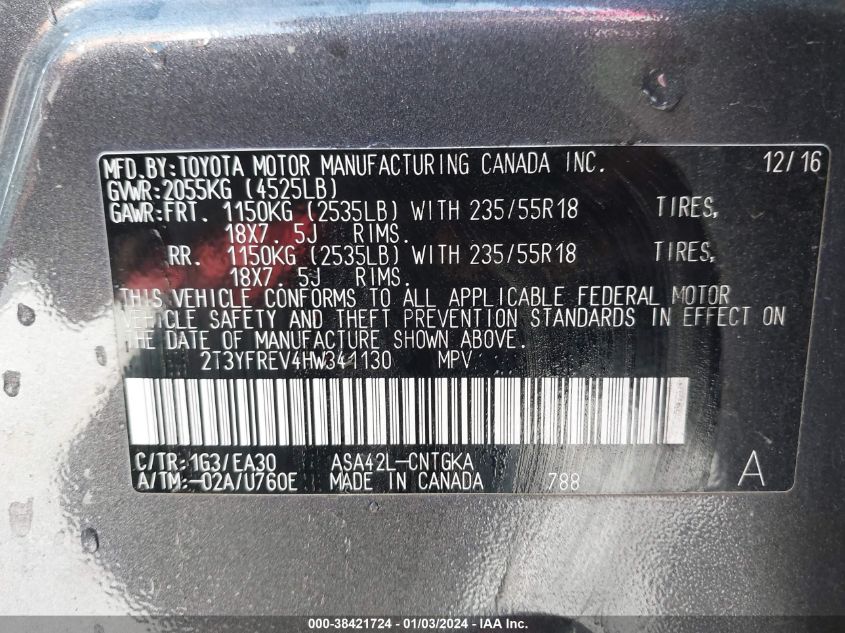 MFD.BY:TOYOTA MOTOR MANUFACTURING CANADA INC. 12/16
GVWR:2055KG (4525LB)
GAWR:FRT. 1150KG (2535LB) WITH 235/55R18 TIRES,
18X7. 5J RIMS.
RR. 1150KG (2535LB) WITH 235/55R18 TIRES,
18X7. 5J RIMS.
THIS VEHICLE CONFORMS TO ALL APPLICABLE FEDERAL MOTOR
VEHICLE SAFETY AND THEFT PREVENTION STANDARDS IN EFFECT ON
THE DATE OF MANUFACTURE SHOWN ABOVE.
2T3YFREV4HW341130 MPV
C/TR:1G3/EA30 ASA42L-CNTGKA
A/TM:-02A/U760E MADE IN CANADA 788 A
000-38421724 - 01/03/2024 - IAA Inc.